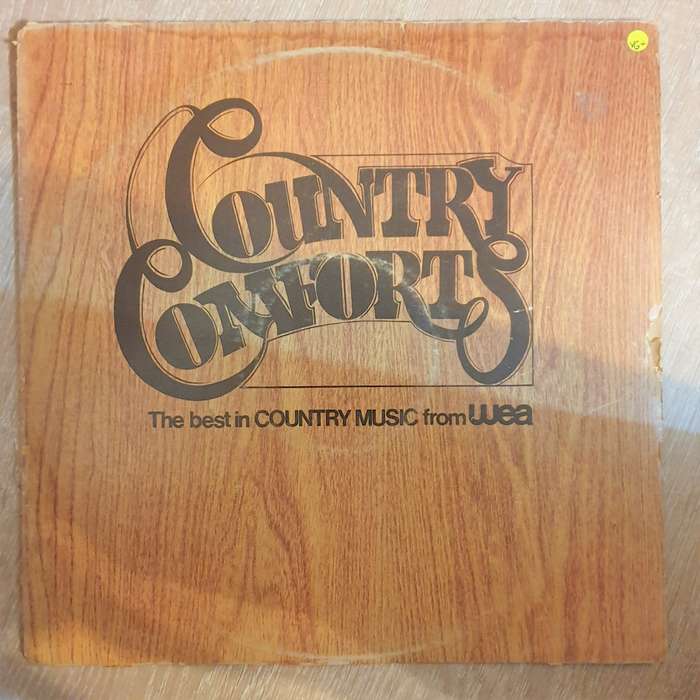 VG-
COUNTRY
COMFORTS
The best in COUNTRY MUSIC from wea